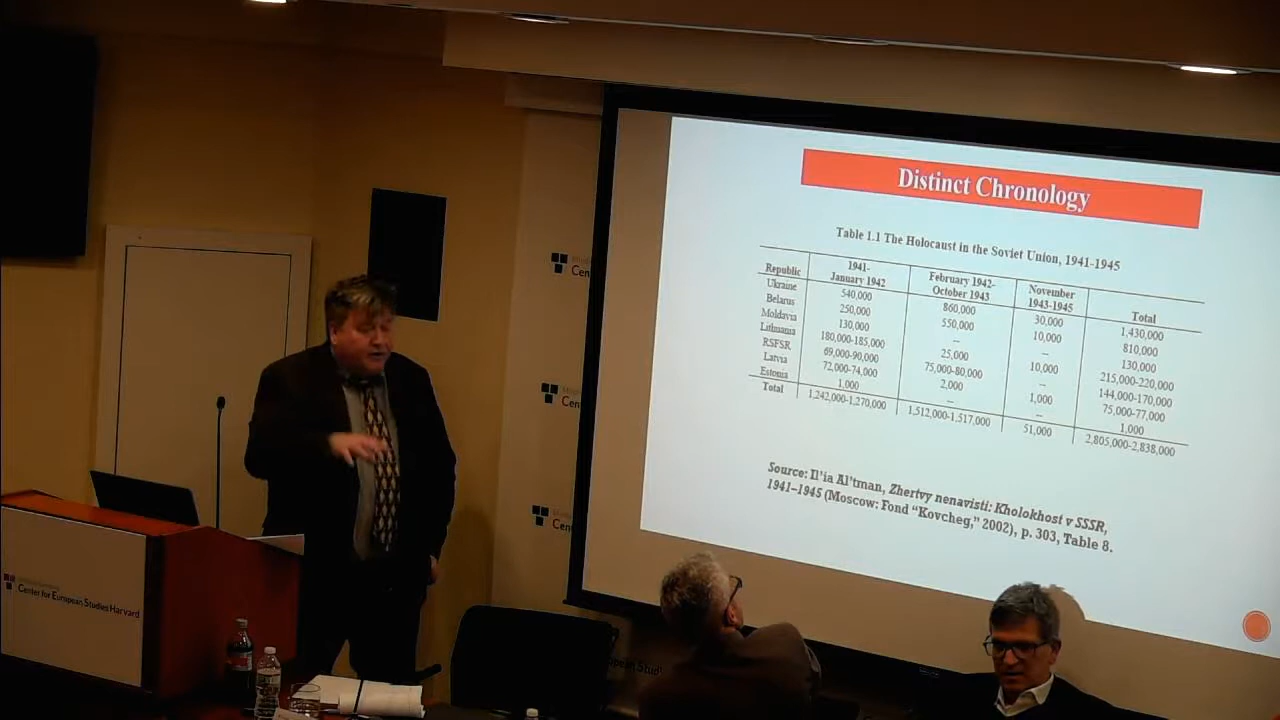 Distinct Chronology
Table 1.1 The Holocaust in the Soviet Union, 1941-1945
Republic 1941-January 1942 February 1942-October 1943 November 1943-1945 Total
Ukraine 540,000 860,000 30,000 1,430,000
Belarus 250,000 550,000 10,000 810,000
Moldavia 130,000 -- -- 130,000
Lithuania 180,000-185,000 25,000 10,000 215,000-220,000
RSFSR 69,000-90,000 75,000-80,000 -- 144,000-170,000
Latvia 72,000-74,000 2,000 1,000 75,000-77,000
Estonia 1,000 -- -- 1,000
Total 1,242,000-1,270,000 1,512,000-1,517,000 51,000 2,805,000-2,838,000
Source: Il'ia Al'tman, Zhertvy nenavisti: Kholokhost v SSSR,
1941–1945 (Moscow: Fond "Kovcheg," 2002), p. 303, Table 8.
Cen
Cen
Cen
Center for European Studies Harvard